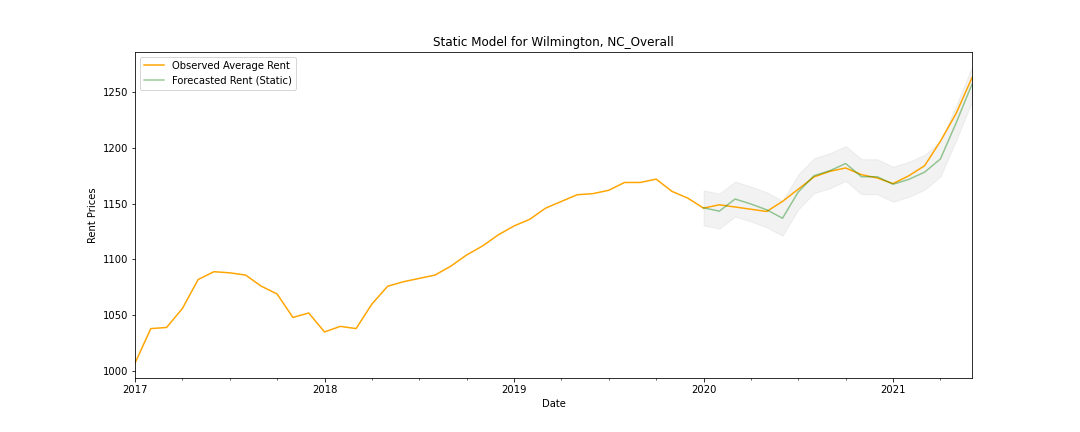 Static Model for Wilmington, NC_Overall
Observed Average Rent
Forecasted Rent (Static)
Rent Prices
1250
1200
1150
1100
1050
1000
2017
2018
2019
2020
2021
Date